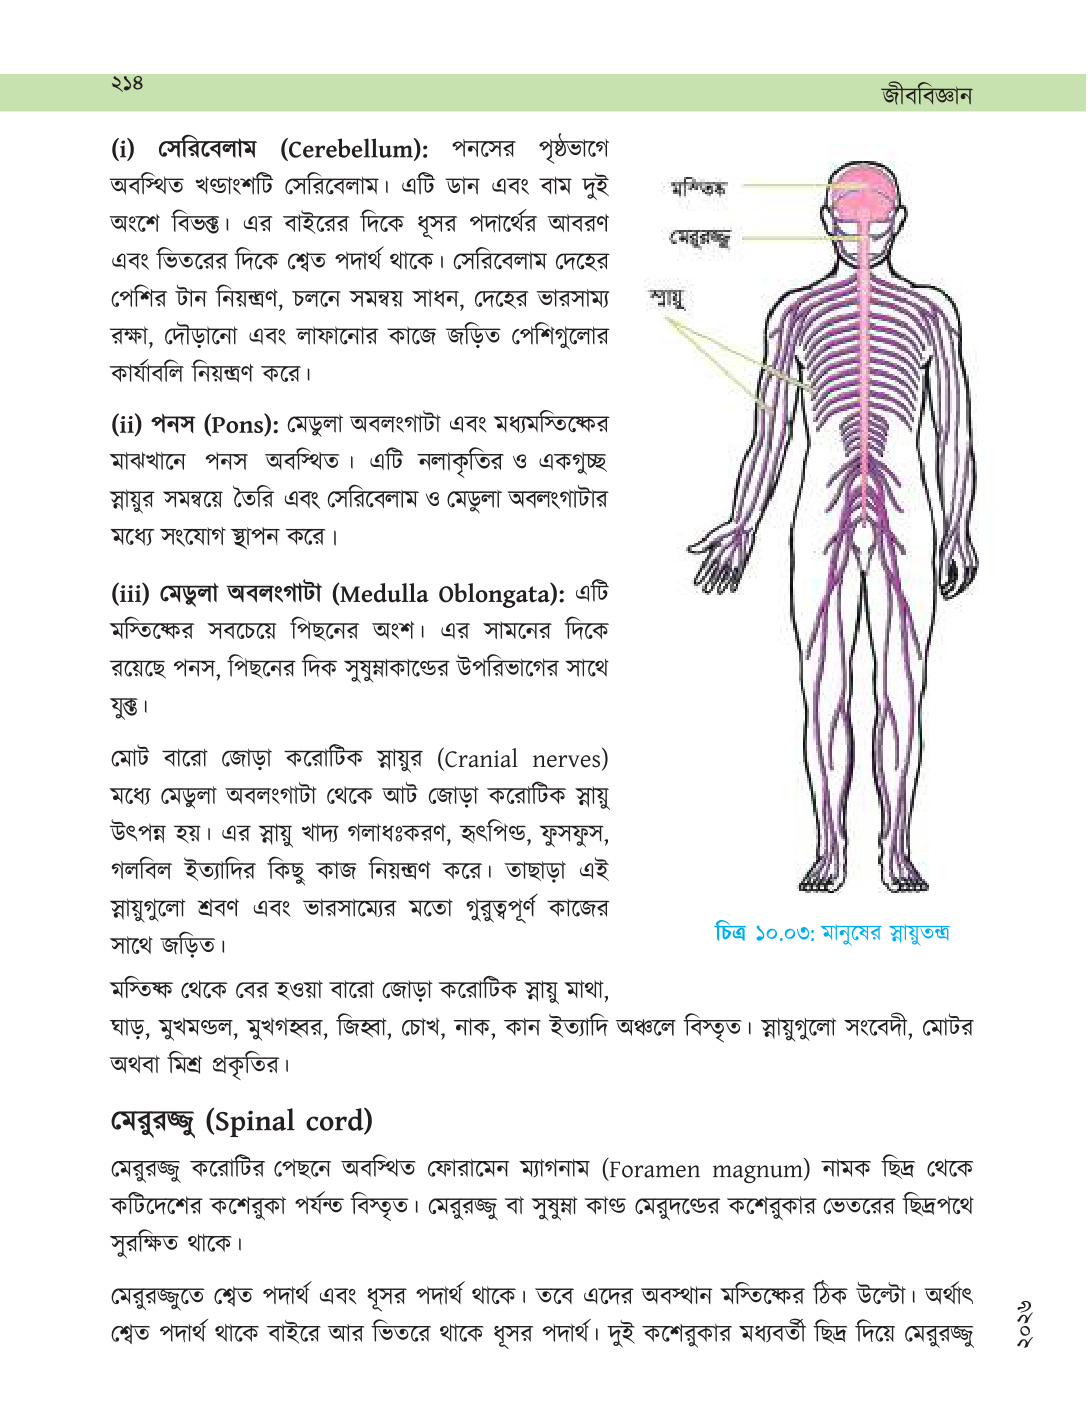 ২১৪
জীববিজ্ঞান
(i) সেরিবেলাম (Cerebellum): পনসের পৃষ্ঠভাগে
অবস্থিত খণ্ডাংশটি সেরিবেলাম। এটি ডান এবং বাম দুই
অংশে বিভক্ত। এর বাইরের দিকে ধূসর পদার্থের আবরণ
এবং ভিতরের দিকে শ্বেত পদার্থ থাকে। সেরিবেলাম দেহের
পেশির টান নিয়ন্ত্রণ, চলনে সমন্বয় সাধন, দেহের ভারসাম্য
রক্ষা, দৌড়ানো এবং লাফানোর কাজে জড়িত পেশিগুলোর
কার্যাবলি নিয়ন্ত্রণ করে।
(ii) পনস (Pons): মেডুলা অবলংগাটা এবং মধ্যমস্তিষ্কের
মাঝখানে পনস অবস্থিত। এটি নলাকৃতির ও একগুচ্ছ
স্নায়ুর সমন্বয়ে তৈরি এবং সেরিবেলাম ও মেডুলা অবলংগাটার
মধ্যে সংযোগ স্থাপন করে।
(iii) মেডুলা অবলংগাটা (Medulla Oblongata): এটি
মস্তিষ্কের সবচেয়ে পিছনের অংশ। এর সামনের দিকে
রয়েছে পনস, পিছনের দিক সুষুম্নাকাণ্ডের উপরিভাগের সাথে
যুক্ত।
মোট বারো জোড়া করোটিক স্নায়ুর (Cranial nerves)
মধ্যে মেডুলা অবলংগাটা থেকে আট জোড়া করোটিক স্নায়ু
উৎপন্ন হয়। এর স্নায়ু খাদ্য গলাধঃকরণ, হৃৎপিণ্ড, ফুসফুস,
গলবিল ইত্যাদির কিছু কাজ নিয়ন্ত্রণ করে। তাছাড়া এই
স্নায়ুগুলো শ্রবণ এবং ভারসাম্যের মতো গুরুত্বপূর্ণ কাজের
সাথে জড়িত।
মস্তিষ্ক
মেরুরজ্জু
স্নায়ু
চিত্র ১০.০৩: মানুষের স্নায়ুতন্ত্র
মস্তিষ্ক থেকে বের হওয়া বারো জোড়া করোটিক স্নায়ু মাথা,
ঘাড়, মুখমণ্ডল, মুখগহ্বর, জিহ্বা, চোখ, নাক, কান ইত্যাদি অঞ্চলে বিস্তৃত। স্নায়ুগুলো সংবেদী, মোটর
অথবা মিশ্র প্রকৃতির।
মেরুরজ্জু (Spinal cord)
মেরুরজ্জু করোটির পেছনে অবস্থিত ফোরামেন ম্যাগনাম (Foramen magnum) নামক ছিদ্র থেকে
কটিদেশের কশেরুকা পর্যন্ত বিস্তৃত। মেরুরজ্জু বা সুষুম্না কাণ্ড মেরুদণ্ডের কশেরুকার ভেতরের ছিদ্রপথে
সুরক্ষিত থাকে।
মেরুরজ্জুতে শ্বেত পদার্থ এবং ধূসর পদার্থ থাকে। তবে এদের অবস্থান মস্তিষ্কের ঠিক উল্টো। অর্থাৎ
শ্বেত পদার্থ থাকে বাইরে আর ভিতরে থাকে ধূসর পদার্থ। দুই কশেরুকার মধ্যবর্তী ছিদ্র দিয়ে মেরুরজ্জু
২০২৬